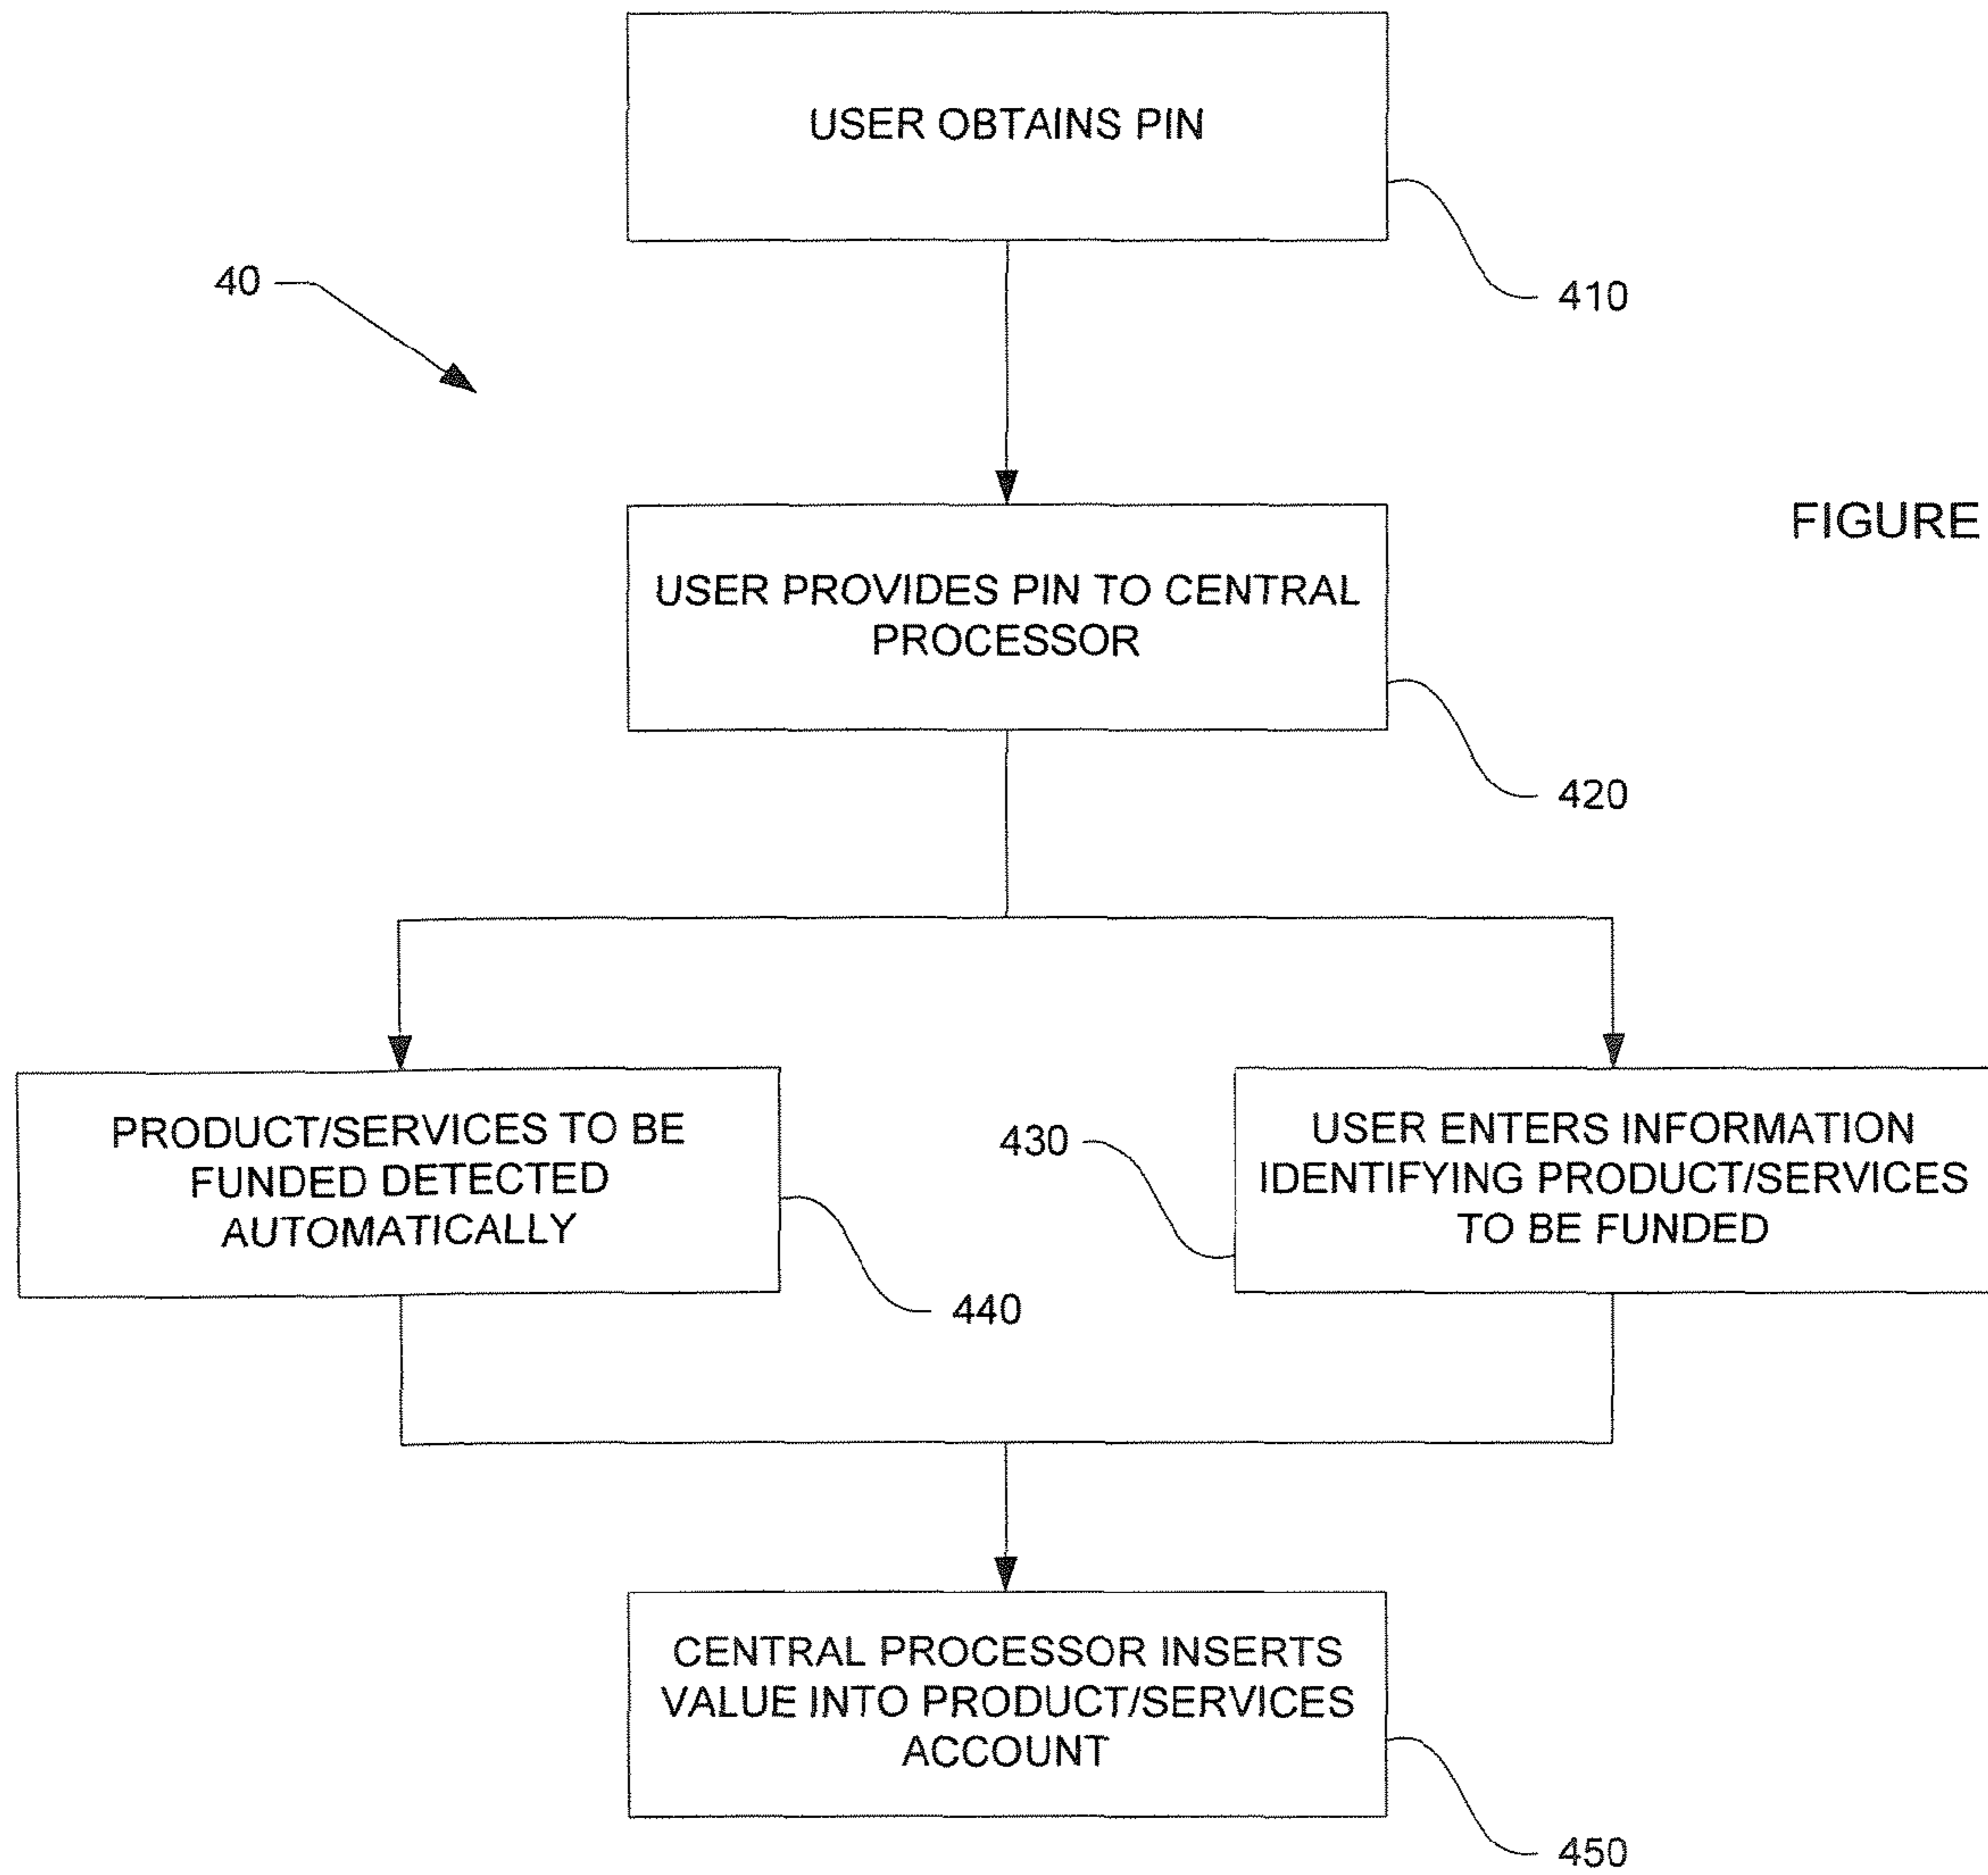 USER OBTAINS PIN
40
410
FIGURE
USER PROVIDES PIN TO CENTRAL
PROCESSOR
420
PRODUCT/SERVICES TO BE
FUNDED DETECTED
AUTOMATICALLY
440
430
USER ENTERS INFORMATION
IDENTIFYING PRODUCT/SERVICES
TO BE FUNDED
CENTRAL PROCESSOR INSERTS
VALUE INTO PRODUCT/SERVICES
ACCOUNT
450